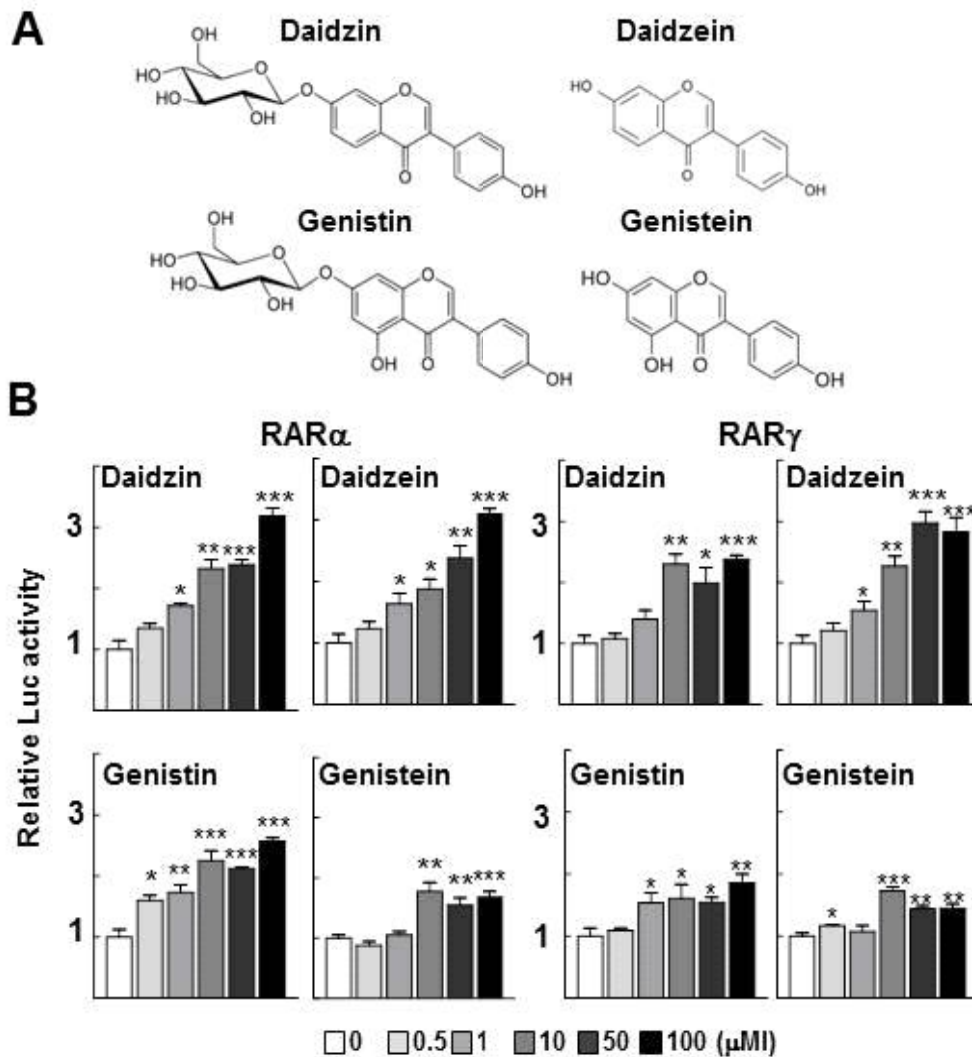 A
Daidzin Daidzein
OH
HO O O O
HO OH O
OH
HO O
O
OH
Genistin Genistein
OH
HO O O O
HO OH
OH O
OH
HO O
OH O
OH
B
RARα RARγ
Relative Luc activity
Daidzin Daidzein Daidzin Daidzein
3 3
1 1
* ** *** ***
* * ** ***
** * ***
* ** *** ***
Genistin Genistein Genistin Genistein
3 3
1 1
* ** *** *** ***
** ** ***
* * * **
* *** ** **
0 0.5 1 10 50 100 (μMl)